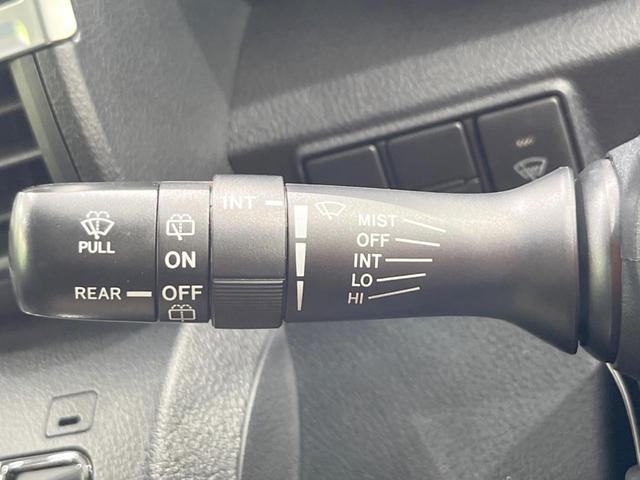 PULL
REAR
ON
OFF
INT
MIST
OFF
INT
LO
HI